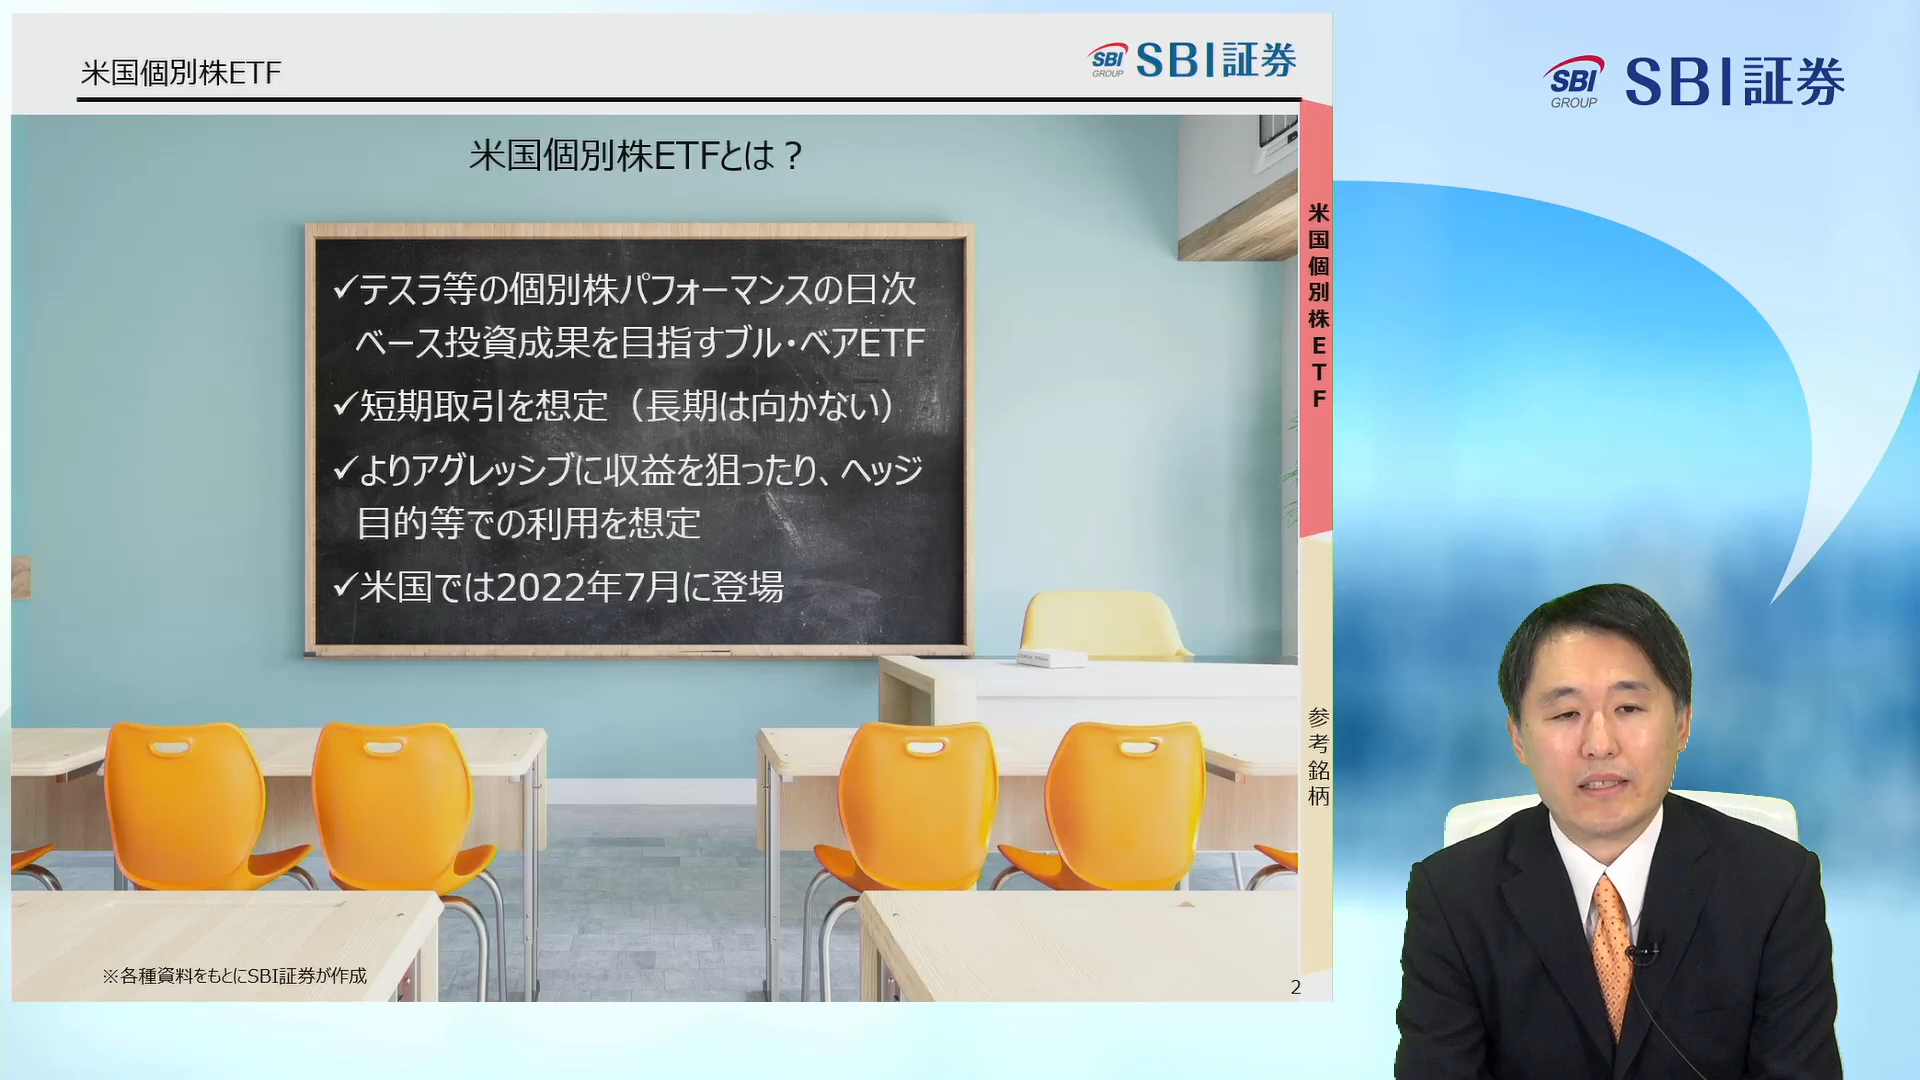 米国個別株ETF
SBI GROUP SBI証券
SBI GROUP SBI証券
米国個別株ETFとは？
✓テスラ等の個別株パフォーマンスの日次
ベース投資成果を目指すブル・ベアETF
✓短期取引を想定（長期は向かない）
✓よりアグレッシブに収益を狙ったり、ヘッジ
目的等での利用を想定
✓米国では2022年7月に登場
米国個別株ETF
参考銘柄
※各種資料をもとにSBI証券が作成
2